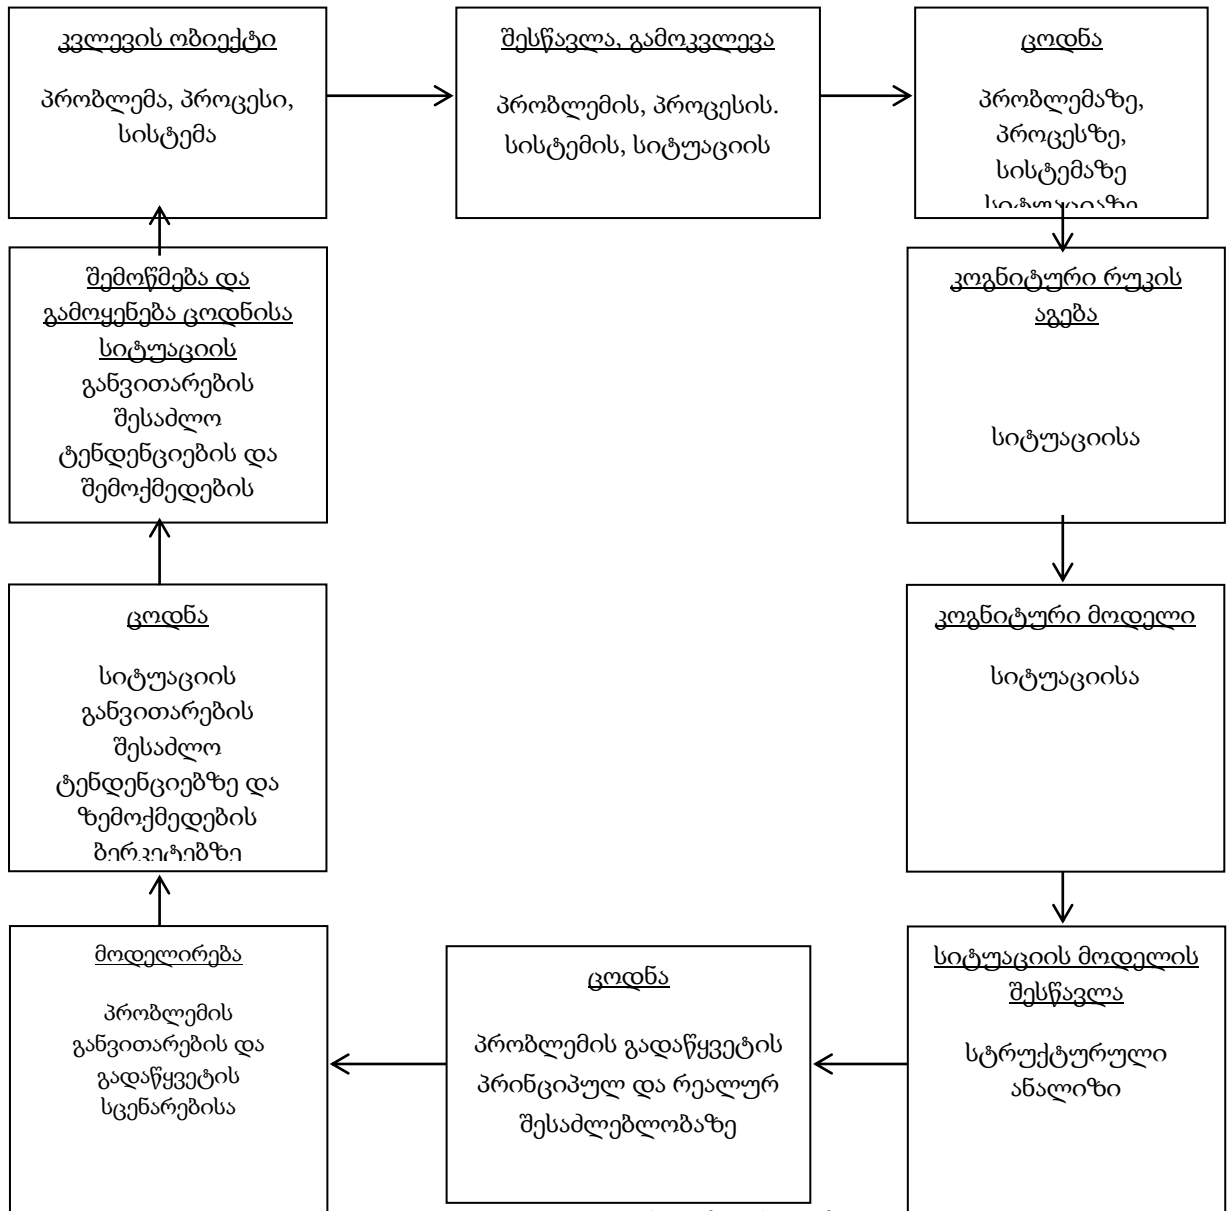 კვლევის ობიექტი
პრობლემა, პროცესი,
სისტემა
შესწავლა, გამოკვლევა
პრობლემის, პროცესის.
სისტემის, სიტუაციის
ცოდნა
პრობლემაზე,
პროცესზე,
სისტემაზე
სიტუაციაზე
კოგნიტური რუკის
აგება
სიტუაციისა
კოგნიტური მოდელი
სიტუაციისა
სიტუაციის მოდელის
შესწავლა
სტრუქტურული
ანალიზი
ცოდნა
პრობლემის გადაწყვეტის
პრინციპულ და რეალურ
შესაძლებლობაზე
მოდელირება
პრობლემის
განვითარების და
გადაწყვეტის
სცენარებისა
ცოდნა
სიტუაციის
განვითარების
შესაძლო
ტენდენციებზე და
ზემოქმედების
ბერკეტებზე
შემოწმება და
გამოყენება ცოდნისა
სიტუაციის
განვითარების
შესაძლო
ტენდენციების და
შემოქმედების